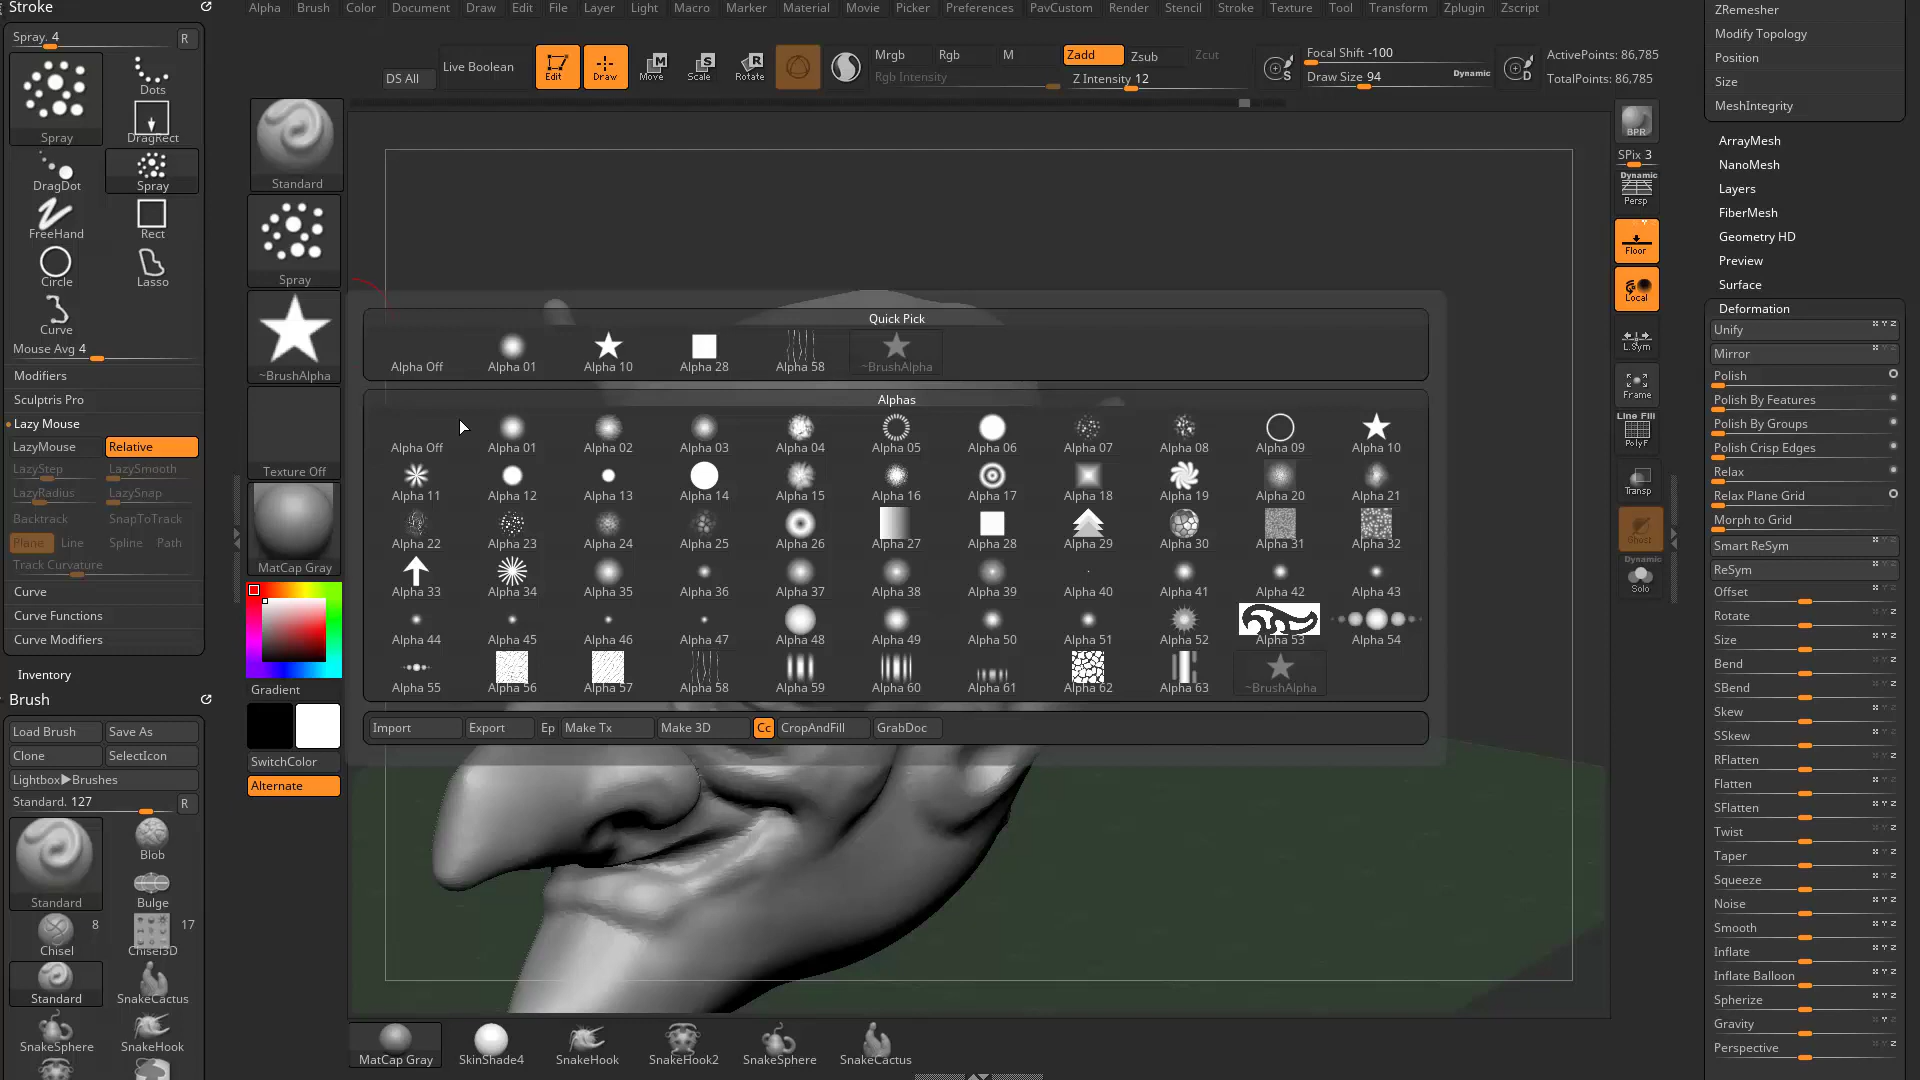 Stroke
Alpha Brush Color Document Draw Edit File Layer Light Macro Marker Material Movie Picker Preferences PavCustom Render Stencil Stroke Texture Tool Transform Zplugin Zscript
Spray. 4 R
Spray
Dots
DragRect
DragDot
Spray
FreeHand
Rect
Circle
Lasso
Curve
Mouse Avg 4
Modifiers
Sculptris Pro
Lazy Mouse
LazyMouse Relative
LazyStep LazySmooth
LazyRadius LazySnap
Backtrack SnapToTrack
Plane Line Spline Path
Track Curvature
Curve
Curve Functions
Curve Modifiers
Inventory
Brush
Load Brush Save As
Clone SelectIcon
Lightbox▶Brushes
Standard. 127 R
Standard
Blob
Bulge
Chisel 8
Chisel3D 17
Standard
SnakeCactus
SnakeSphere
SnakeHook
DS All
Live Boolean
Edit
Draw
Move
Scale
Rotate
Mrgb Rgb M
Rgb Intensity
Zadd Zsub Zcut
Z Intensity 12
S
Focal Shift -100
Draw Size 94 Dynamic
D
ActivePoints: 86,785
TotalPoints: 86,785
Standard
Spray
~BrushAlpha
Texture Off
MatCap Gray
Gradient
SwitchColor
Alternate
Quick Pick
Alpha Off Alpha 01 Alpha 10 Alpha 28 Alpha 58 ~BrushAlpha
Alphas
Alpha Off Alpha 01 Alpha 02 Alpha 03 Alpha 04 Alpha 05 Alpha 06 Alpha 07 Alpha 08 Alpha 09 Alpha 10
Alpha 11 Alpha 12 Alpha 13 Alpha 14 Alpha 15 Alpha 16 Alpha 17 Alpha 18 Alpha 19 Alpha 20 Alpha 21
Alpha 22 Alpha 23 Alpha 24 Alpha 25 Alpha 26 Alpha 27 Alpha 28 Alpha 29 Alpha 30 Alpha 31 Alpha 32
Alpha 33 Alpha 34 Alpha 35 Alpha 36 Alpha 37 Alpha 38 Alpha 39 Alpha 40 Alpha 41 Alpha 42 Alpha 43
Alpha 44 Alpha 45 Alpha 46 Alpha 47 Alpha 48 Alpha 49 Alpha 50 Alpha 51 Alpha 52 Alpha 53 Alpha 54
Alpha 55 Alpha 56 Alpha 57 Alpha 58 Alpha 59 Alpha 60 Alpha 61 Alpha 62 Alpha 63 ~BrushAlpha
Import Export Ep Make Tx Make 3D Cc CropAndFill GrabDoc
MatCap Gray SkinShade4 SnakeHook SnakeHook2 SnakeSphere SnakeCactus
BPR
SPix 3
Dynamic
Persp
Floor
Local
L.Sym
Frame
Line Fill
PolyF
Transp
Ghost
Dynamic
Solo
ZRemesher
Modify Topology
Position
Size
MeshIntegrity
ArrayMesh
NanoMesh
Layers
FiberMesh
Geometry HD
Preview
Surface
Deformation
Unify
Mirror
Polish
Polish By Features
Polish By Groups
Polish Crisp Edges
Relax
Relax Plane Grid
Morph to Grid
Smart ReSym
ReSym
Offset
Rotate
Size
Bend
SBend
Skew
SSkew
RFlatten
Flatten
SFlatten
Twist
Taper
Squeeze
Noise
Smooth
Inflate
Inflate Balloon
Spherize
Gravity
Perspective